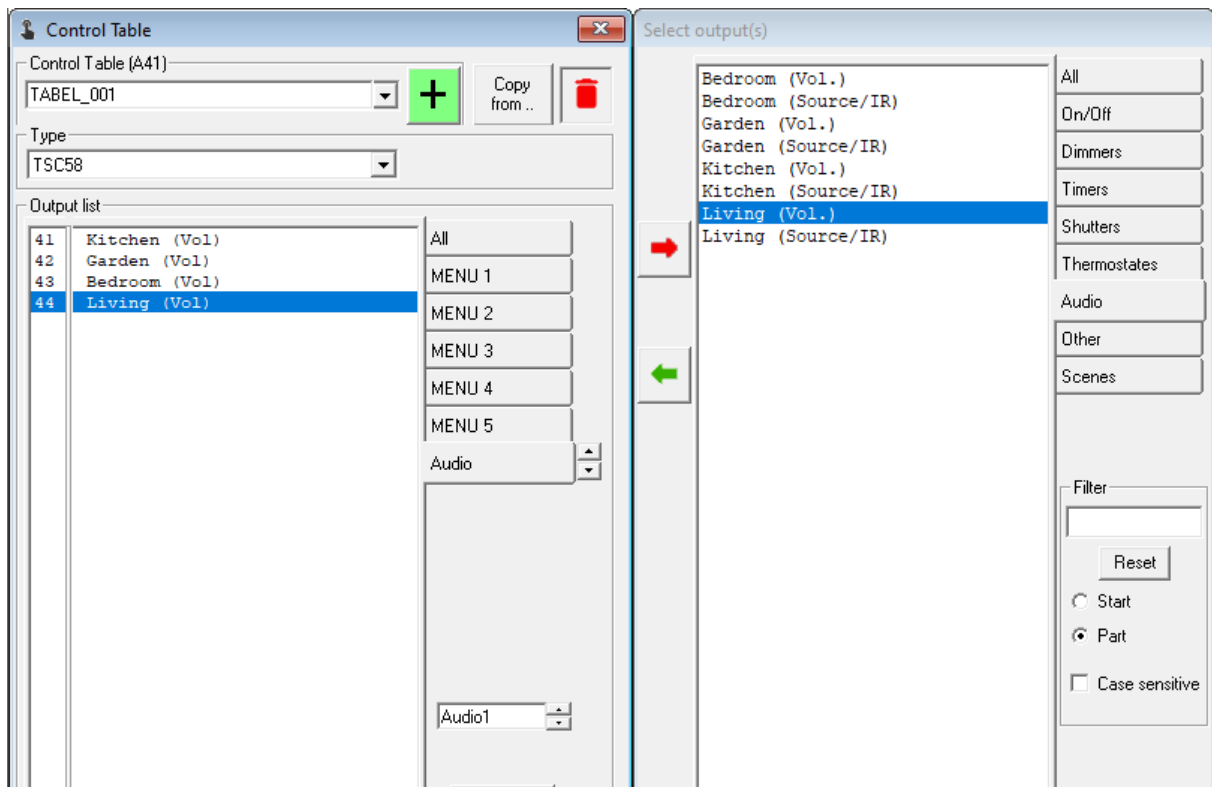 Control Table
Control Table (A41)
TABEL_001
+
Copy
from ..
Type
TSC58
Output list
41 Kitchen (Vol)
42 Garden (Vol)
43 Bedroom (Vol)
44 Living (Vol)
All
MENU 1
MENU 2
MENU 3
MENU 4
MENU 5
Audio
Audio1
Select output(s)
Bedroom (Vol.)
Bedroom (Source/IR)
Garden (Vol.)
Garden (Source/IR)
Kitchen (Vol.)
Kitchen (Source/IR)
Living (Vol.)
Living (Source/IR)
All
On/Off
Dimmers
Timers
Shutters
Thermostates
Audio
Other
Scenes
Filter
Reset
Start
Part
Case sensitive